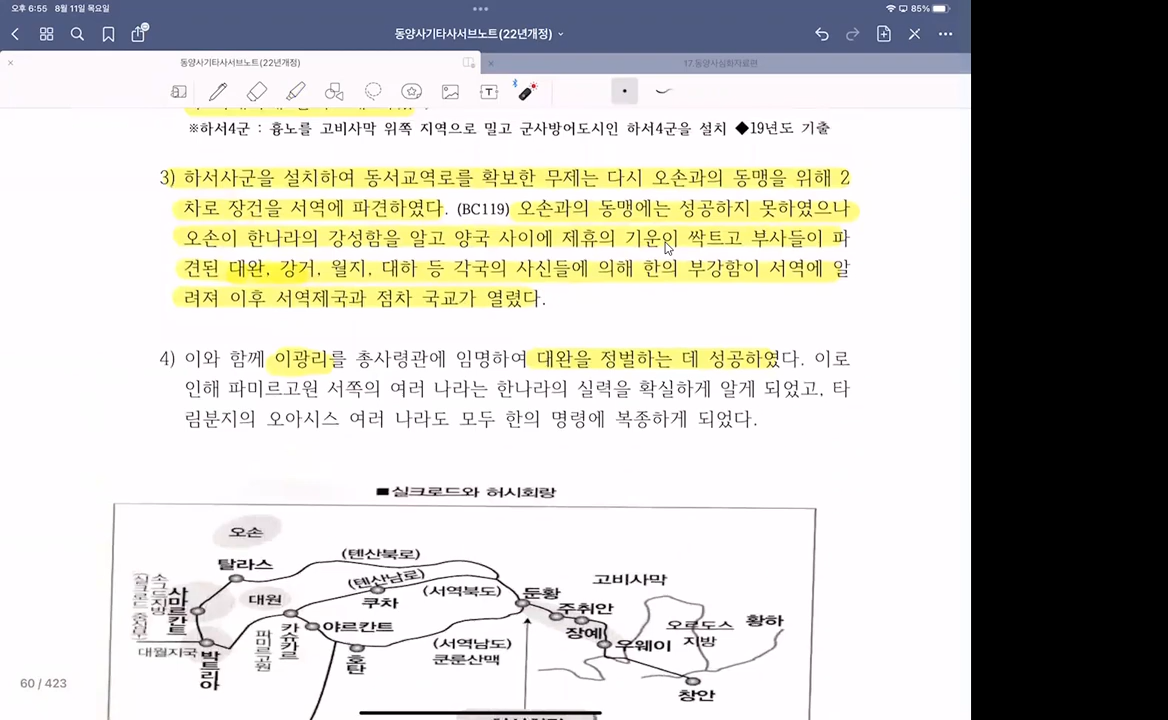 오후 6:55 8월 11일 목요일
85%
동양사기타사서브노트(22년개정)
동양사기타사서브노트(22년개정)
17.동양사심화자료편
※하서4군 : 흉노를 고비사막 위쪽 지역으로 밀고 군사방어도시인 하서4군을 설치 ◆19년도 기출
3) 하서사군을 설치하여 동서교역로를 확보한 무제는 다시 오손과의 동맹을 위해 2
차로 장건을 서역에 파견하였다. (BC119) 오손과의 동맹에는 성공하지 못하였으나
오손이 한나라의 강성함을 알고 양국 사이에 제휴의 기운이 싹트고 부사들이 파
견된 대완, 강거, 월지, 대하 등 각국의 사신들에 의해 한의 부강함이 서역에 알
려져 이후 서역제국과 점차 국교가 열렸다.
4) 이와 함께 이광리를 총사령관에 임명하여 대완을 정벌하는 데 성공하였다. 이로
인해 파미르고원 서쪽의 여러 나라는 한나라의 실력을 확실하게 알게 되었고, 타
림분지의 오아시스 여러 나라도 모두 한의 명령에 복종하게 되었다.
■실크로드와 허시회랑
오손
(톈산북로)
탈라스
(톈산남로)
고비사막
(서역북도)
둔황
소그드지방
사마르칸트
대원
쿠차
주취안
오르도스
지방
황하
카슈가르
야르칸트
장예
우웨이
파미르고원
(서역남도)
쿤룬산맥
대월지국
박트리아
호탄
창안
60 / 423